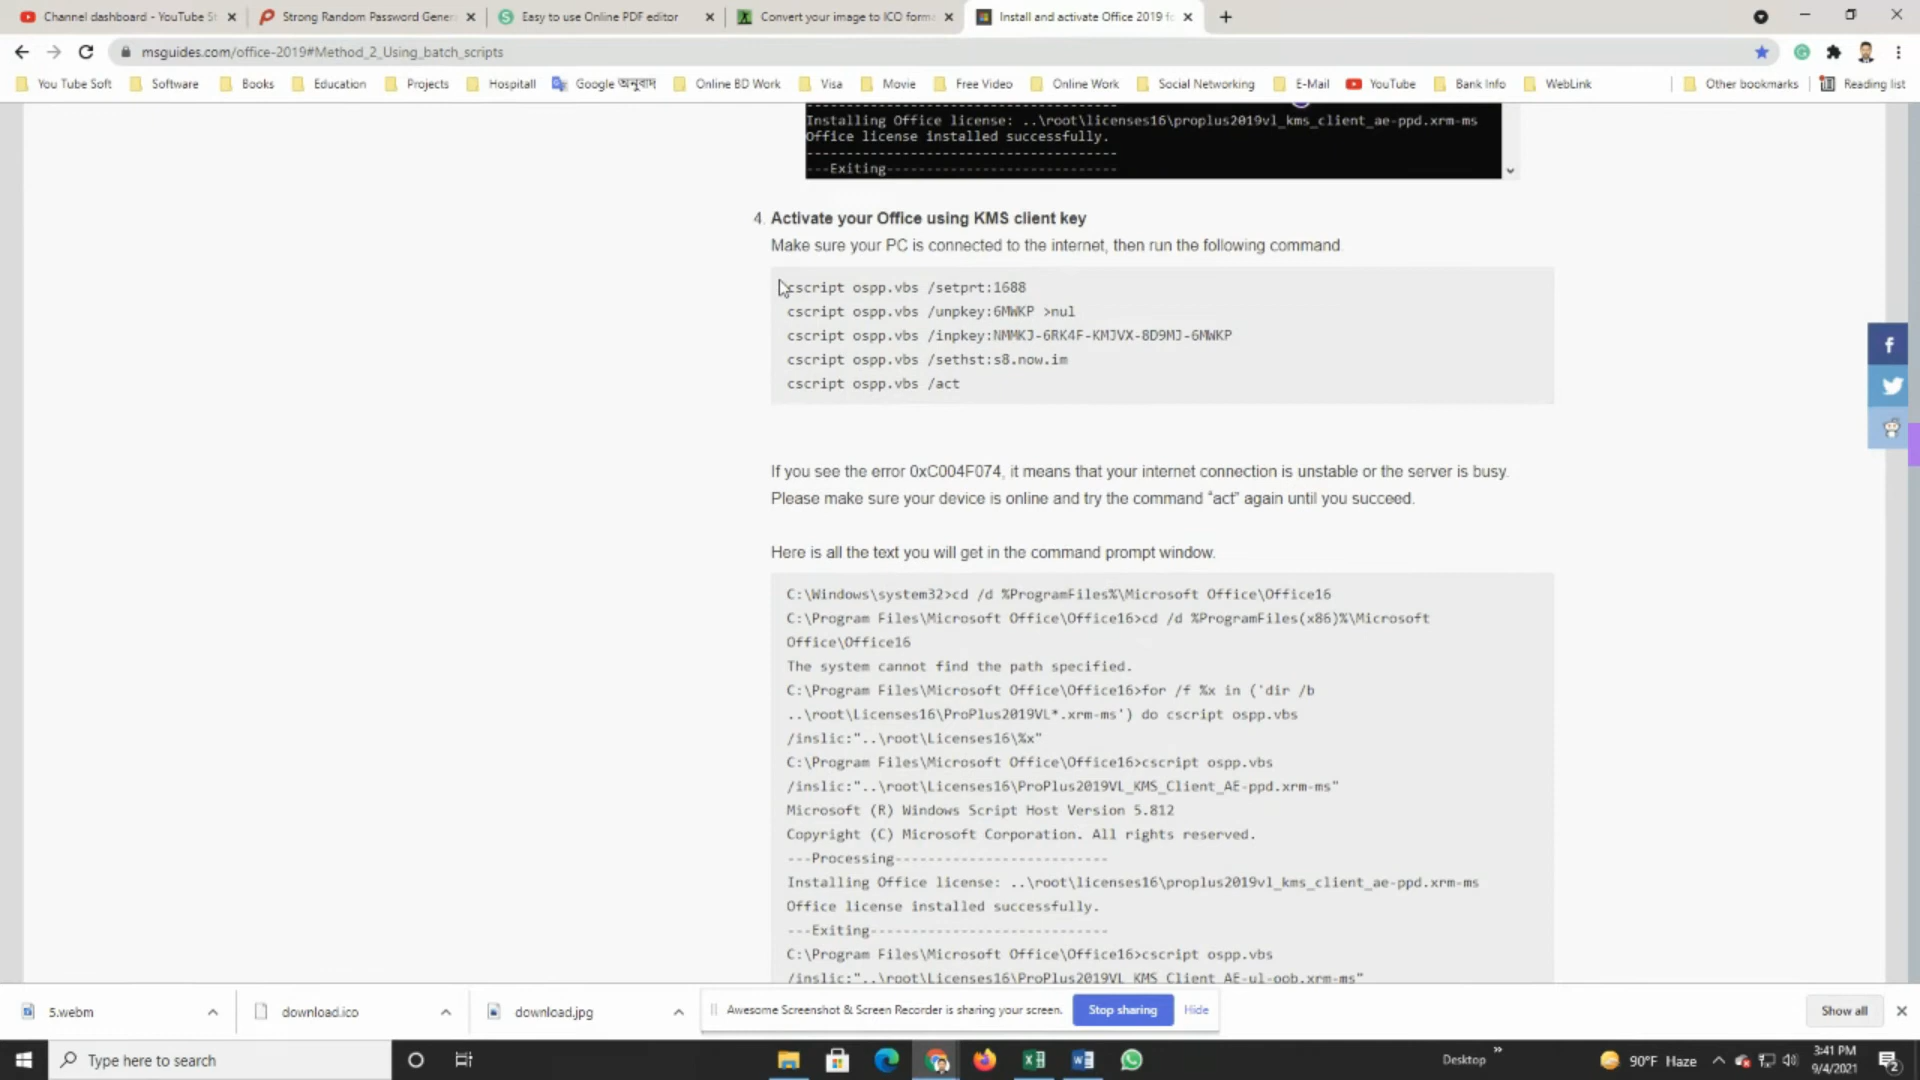 Channel dashboard - YouTube St
Strong Random Password Gener
Easy to use Online PDF editor
Convert your image to ICO forma
Install and activate Office 2019 fo
msguides.com/office-2019#Method_2_Using_batch_scripts
You Tube Soft
Software
Books
Education
Projects
Hospitall
Google অনুবাদ
Online BD Work
Visa
Movie
Free Video
Online Work
Social Networking
E-Mail
YouTube
Bank Info
WebLink
Other bookmarks
Reading list
Installing Office license: ..\root\licenses16\proplus2019vl_kms_client_ae-ppd.xrm-ms
Office license installed successfully.
---------------------------------------
---Exiting-----------------------------
4. Activate your Office using KMS client key
Make sure your PC is connected to the internet, then run the following command.
cscript ospp.vbs /setprt:1688
cscript ospp.vbs /unpkey:6MWKP >nul
cscript ospp.vbs /inpkey:NMMKJ-6RK4F-KMJVX-8D9MJ-6MWKP
cscript ospp.vbs /sethst:s8.now.im
cscript ospp.vbs /act
If you see the error 0xC004F074, it means that your internet connection is unstable or the server is busy.
Please make sure your device is online and try the command “act” again until you succeed.
Here is all the text you will get in the command prompt window.
C:\Windows\system32>cd /d %ProgramFiles%\Microsoft Office\Office16
C:\Program Files\Microsoft Office\Office16>cd /d %ProgramFiles(x86)%\Microsoft
Office\Office16
The system cannot find the path specified.
C:\Program Files\Microsoft Office\Office16>for /f %x in ('dir /b
..\root\Licenses16\ProPlus2019VL*.xrm-ms') do cscript ospp.vbs
/inslic:"..\root\Licenses16\%x"
C:\Program Files\Microsoft Office\Office16>cscript ospp.vbs
/inslic:"..\root\Licenses16\ProPlus2019VL_KMS_Client_AE-ppd.xrm-ms"
Microsoft (R) Windows Script Host Version 5.812
Copyright (C) Microsoft Corporation. All rights reserved.
---Processing--------------------------
Installing Office license: ..\root\licenses16\proplus2019vl_kms_client_ae-ppd.xrm-ms
Office license installed successfully.
---Exiting-----------------------------
C:\Program Files\Microsoft Office\Office16>cscript ospp.vbs
/inslic:"..\root\Licenses16\ProPlus2019VL_KMS_Client_AE-ul-oob.xrm-ms"
5.webm
download.ico
download.jpg
Awesome Screenshot & Screen Recorder is sharing your screen.
Stop sharing
Hide
Show all
Type here to search
Desktop
90°F Haze
3:41 PM
9/4/2021
2